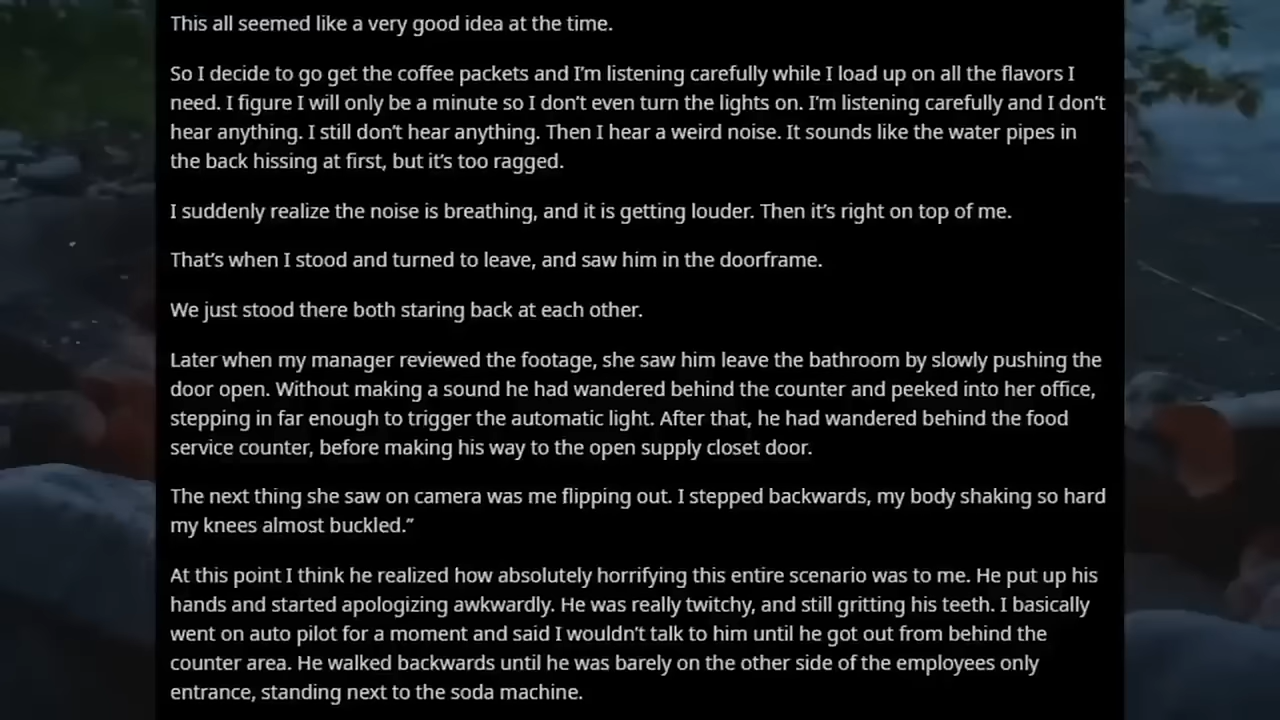 This all seemed like a very good idea at the time.
So I decide to go get the coffee packets and I’m listening carefully while I load up on all the flavors I
need. I figure I will only be a minute so I don’t even turn the lights on. I’m listening carefully and I don’t
hear anything. I still don’t hear anything. Then I hear a weird noise. It sounds like the water pipes in
the back hissing at first, but it’s too ragged.
I suddenly realize the noise is breathing, and it is getting louder. Then it’s right on top of me.
That’s when I stood and turned to leave, and saw him in the doorframe.
We just stood there both staring back at each other.
Later when my manager reviewed the footage, she saw him leave the bathroom by slowly pushing the
door open. Without making a sound he had wandered behind the counter and peeked into her office,
stepping in far enough to trigger the automatic light. After that, he had wandered behind the food
service counter, before making his way to the open supply closet door.
The next thing she saw on camera was me flipping out. I stepped backwards, my body shaking so hard
my knees almost buckled.”
At this point I think he realized how absolutely horrifying this entire scenario was to me. He put up his
hands and started apologizing awkwardly. He was really twitchy, and still gritting his teeth. I basically
went on auto pilot for a moment and said I wouldn’t talk to him until he got out from behind the
counter area. He walked backwards until he was barely on the other side of the employees only
entrance, standing next to the soda machine.